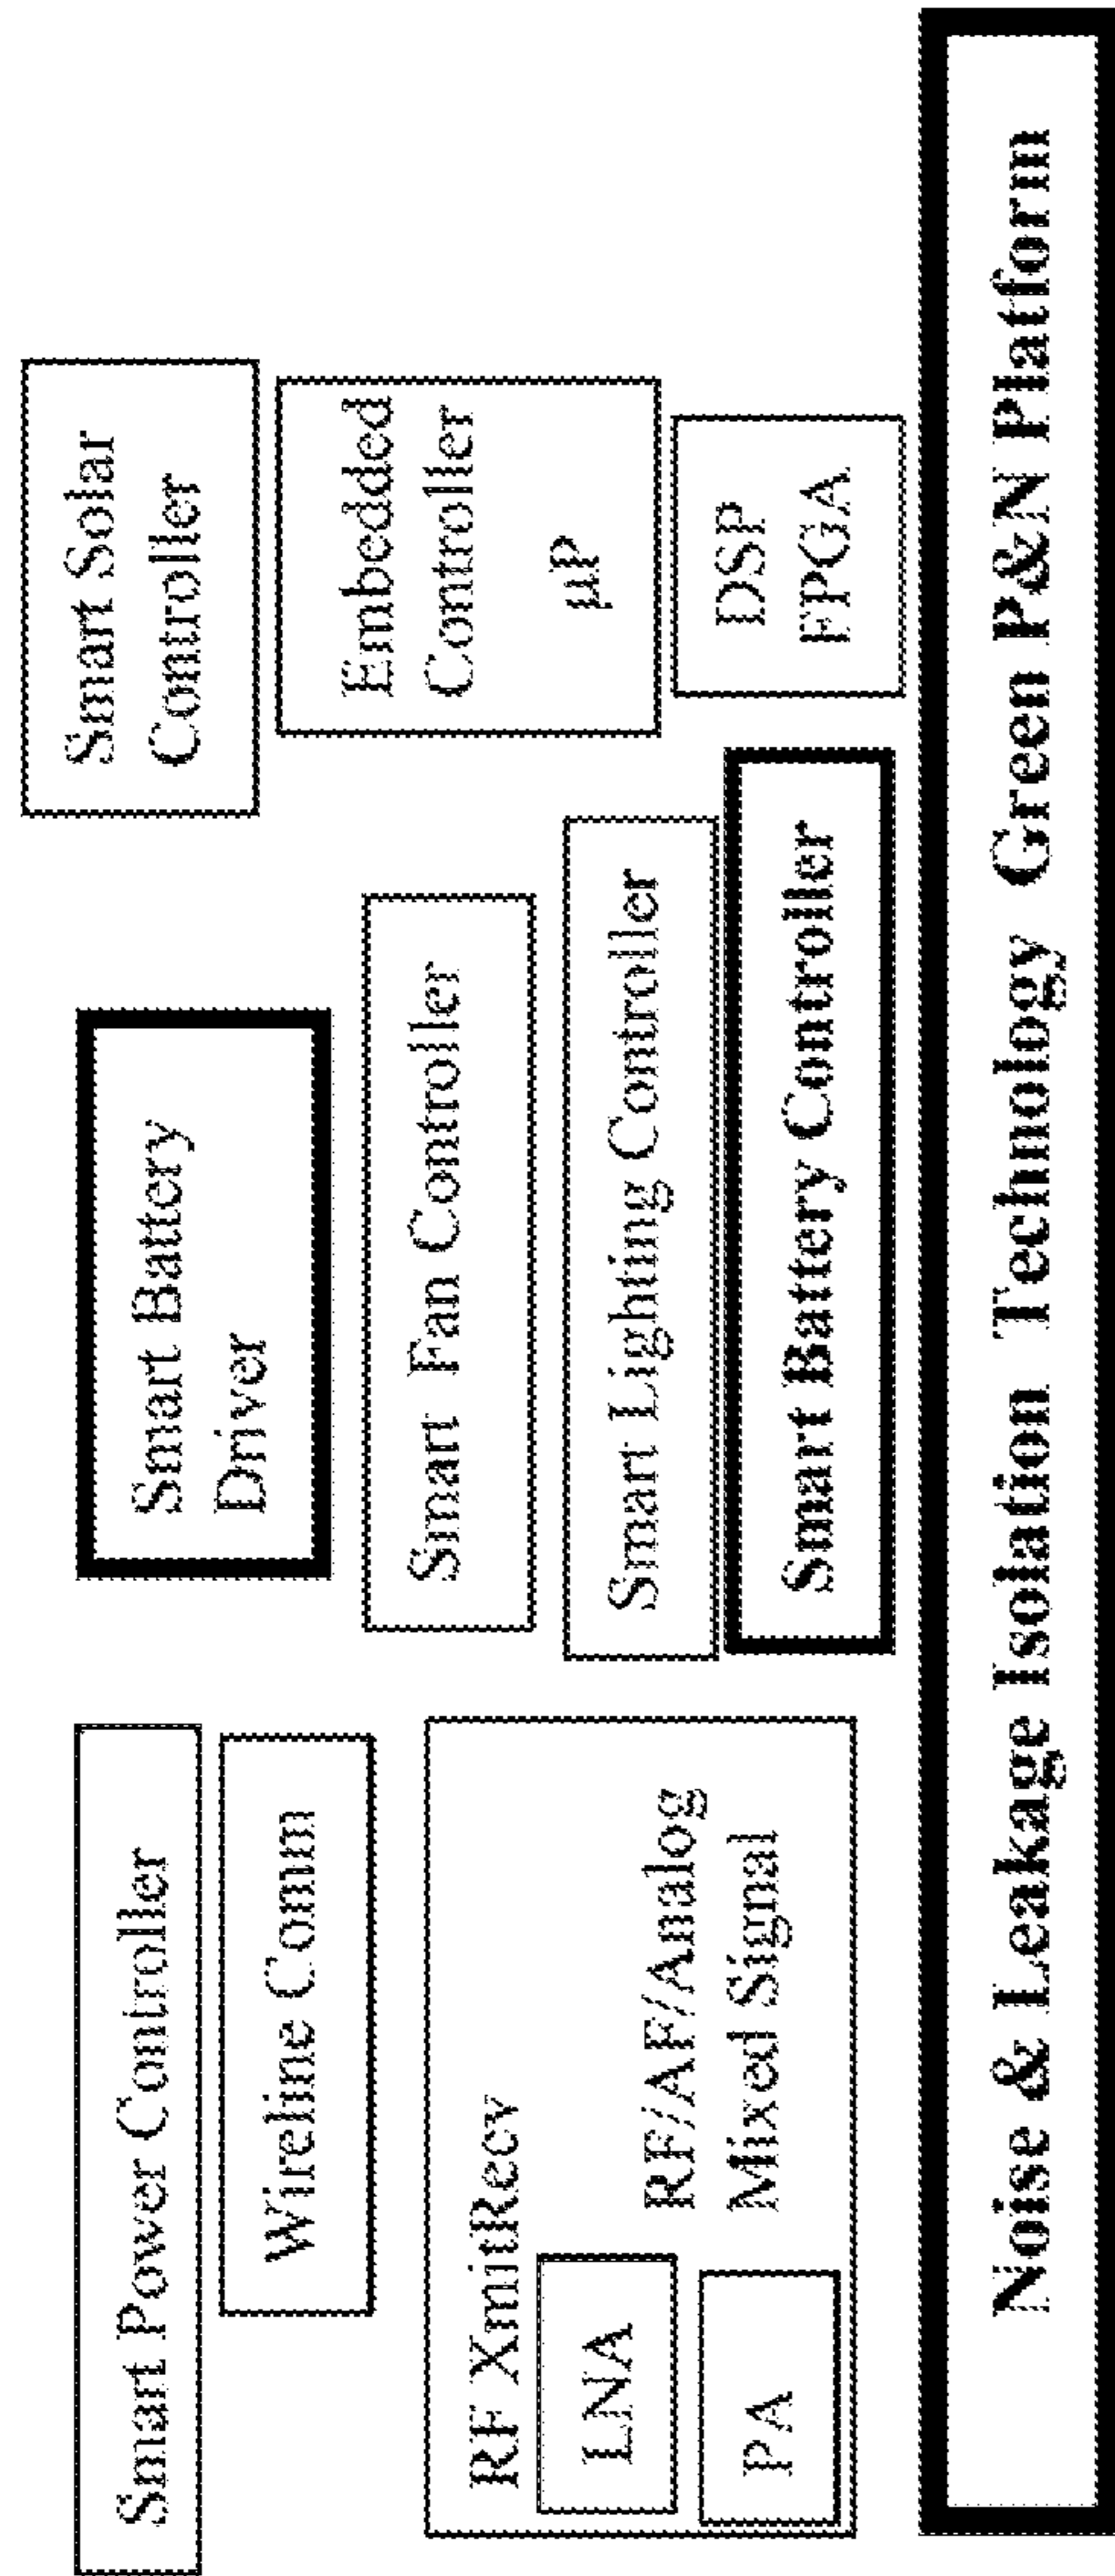 Smart Power Controller
Wireline Comm
RF XmitRecv
LNA
PA
RF/AF/Analog
Mixed Signal
Smart Battery
Driver
Smart Fan Controller
Smart Lighting Controller
Smart Battery Controller
Smart Solar
Controller
Embedded
Controller
µP
DSP
FPGA
Noise & Leakage Isolation Technology Green P&N Platform